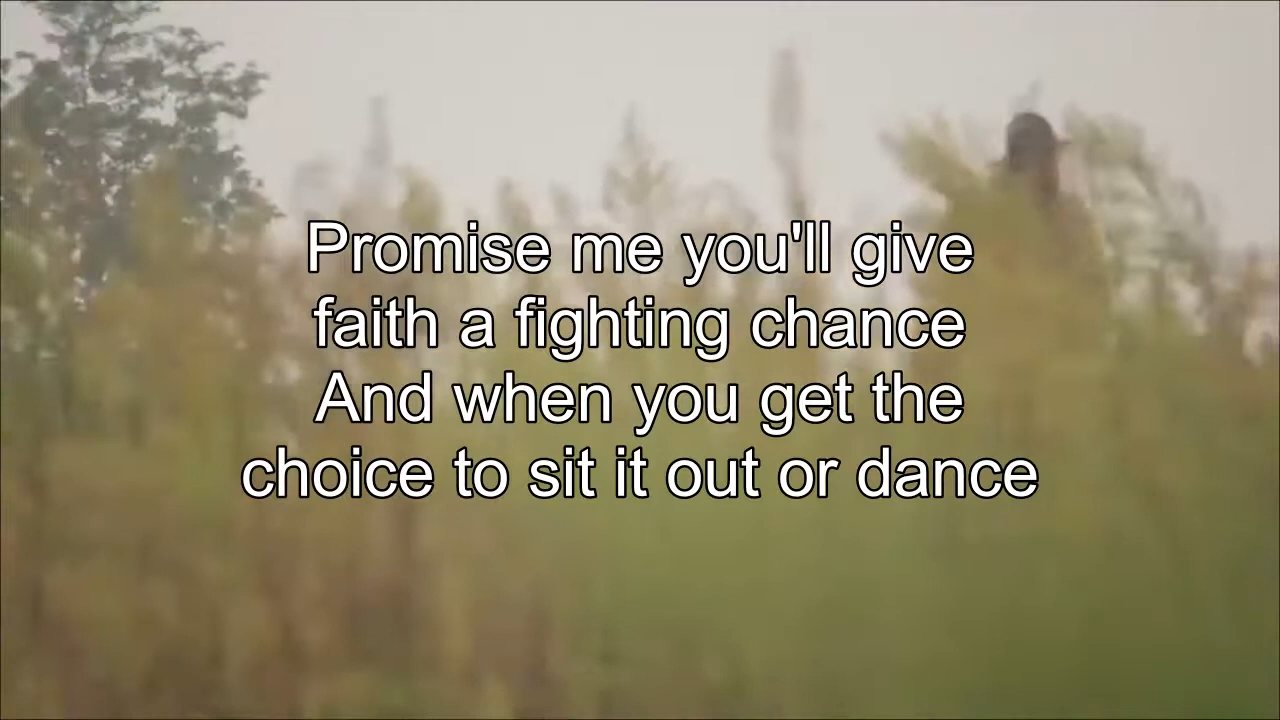 Promise me you'll give
faith a fighting chance
And when you get the
choice to sit it out or dance